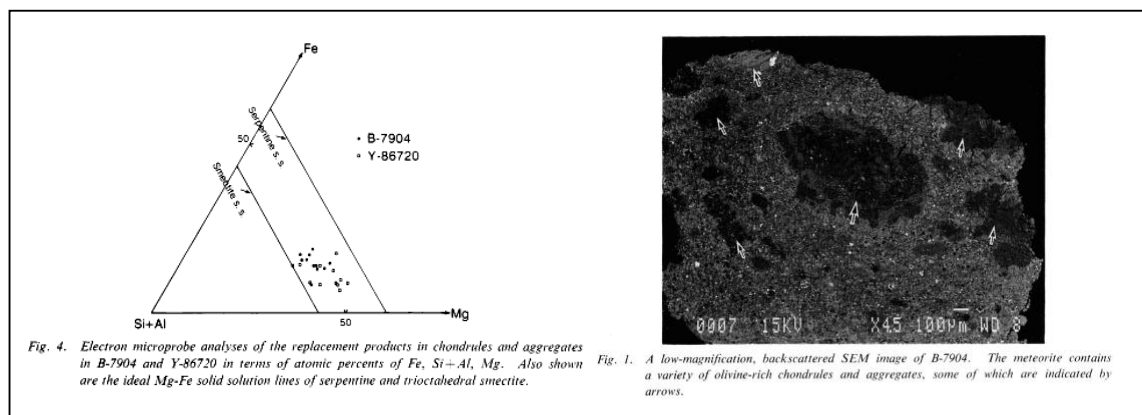 Fe
Serpentine s. s.
50
B-7904
Y-86720
Smectite s. s.
Si+Al
50
Mg
Fig. 4. Electron microprobe analyses of the replacement products in chondrules and aggregates
in B-7904 and Y-86720 in terms of atomic percents of Fe, Si+Al, Mg. Also shown
are the ideal Mg-Fe solid solution lines of serpentine and trioctahedral smectite.
0007 15KV X45 100μm WD 8
Fig. 1. A low-magnification, backscattered SEM image of B-7904. The meteorite contains
a variety of olivine-rich chondrules and aggregates, some of which are indicated by
arrows.